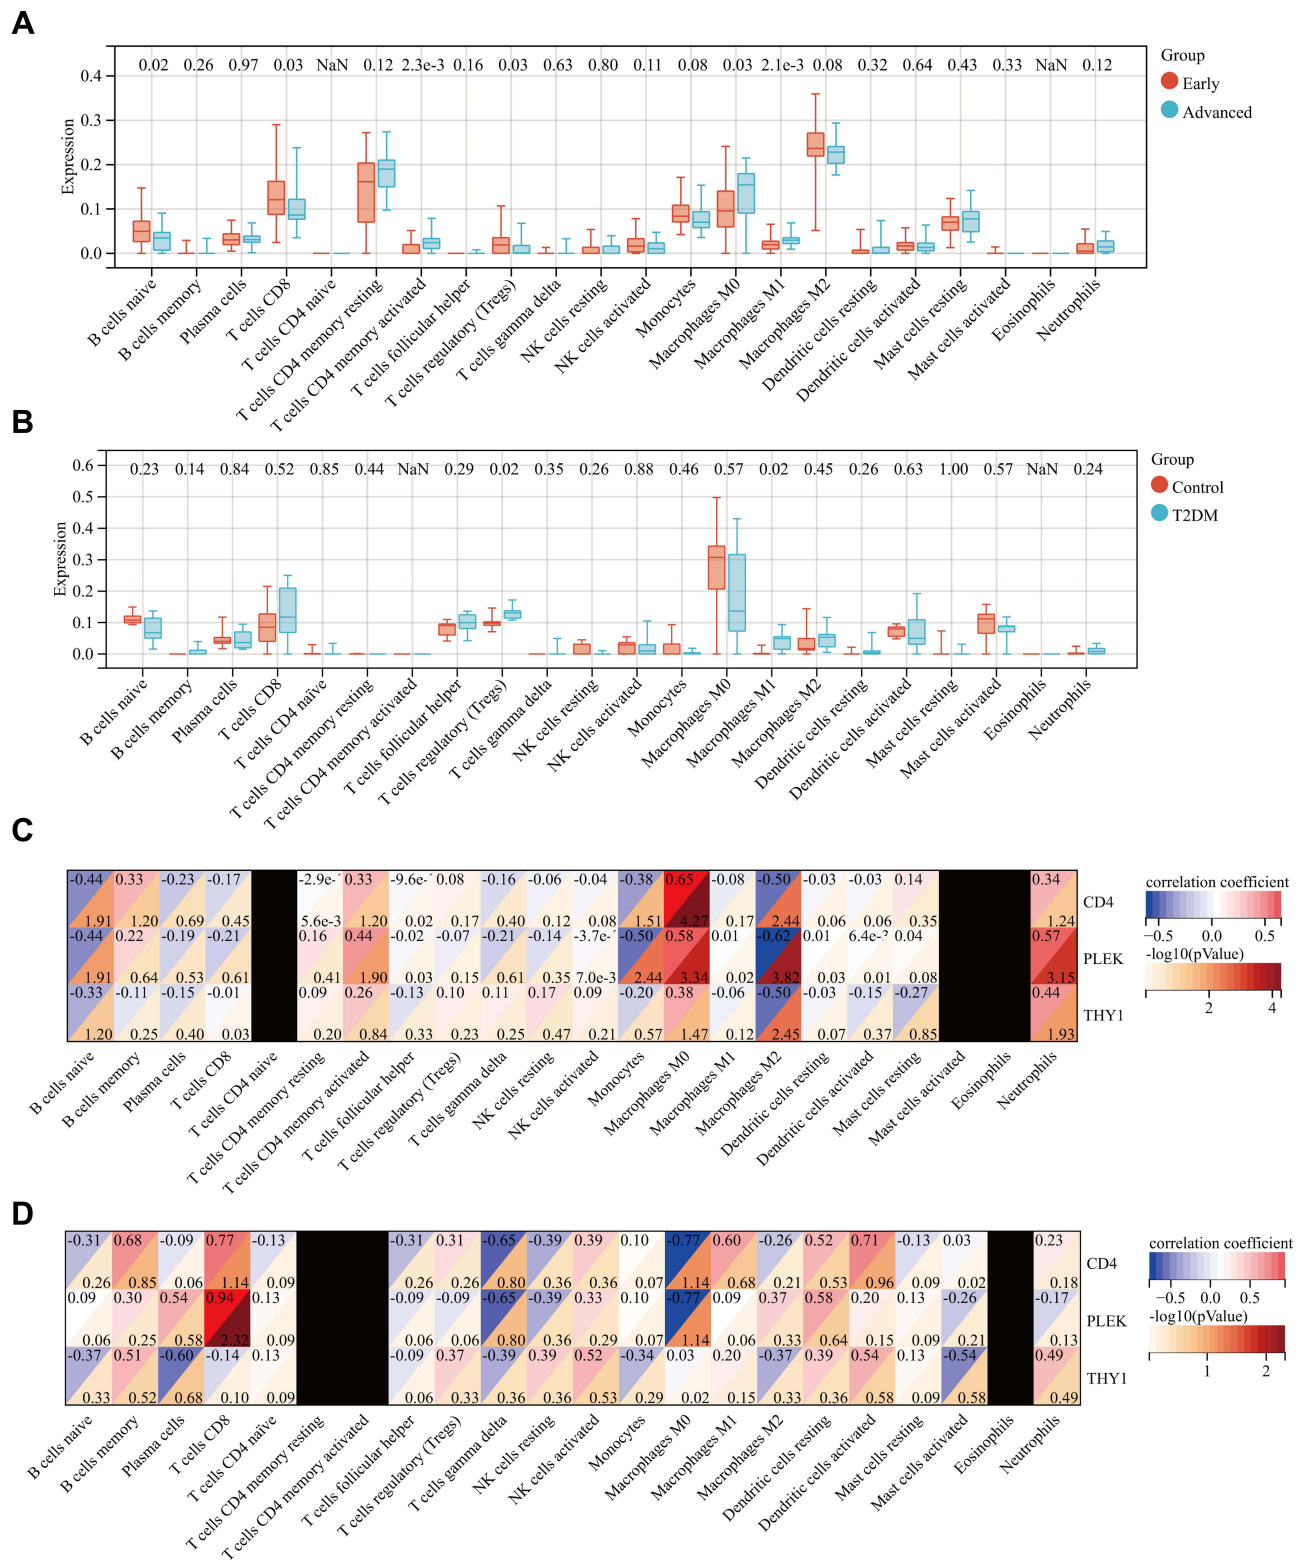 A
0.02 0.26 0.97 0.03 NaN 0.12 2.3e-3 0.16 0.03 0.63 0.80 0.11 0.08 0.03 2.1e-3 0.08 0.32 0.64 0.43 0.33 NaN 0.12
Group
Early
Advanced
Expression
0.4
0.3
0.2
0.1
0.0
B cells naive
B cells memory
Plasma cells
T cells CD8
T cells CD4 naive
T cells CD4 memory resting
T cells CD4 memory activated
T cells follicular helper
T cells regulatory (Tregs)
T cells gamma delta
NK cells resting
NK cells activated
Monocytes
Macrophages M0
Macrophages M1
Macrophages M2
Dendritic cells resting
Dendritic cells activated
Mast cells resting
Mast cells activated
Eosinophils
Neutrophils
B
0.23 0.14 0.84 0.52 0.85 0.44 NaN 0.29 0.02 0.35 0.26 0.88 0.46 0.57 0.02 0.45 0.26 0.63 1.00 0.57 NaN 0.24
Group
Control
T2DM
Expression
0.6
0.5
0.4
0.3
0.2
0.1
0.0
B cells naive
B cells memory
Plasma cells
T cells CD8
T cells CD4 naïve
T cells CD4 memory resting
T cells CD4 memory activated
T cells follicular helper
T cells regulatory (Tregs)
T cells gamma delta
NK cells resting
NK cells activated
Monocytes
Macrophages M0
Macrophages M1
Macrophages M2
Dendritic cells resting
Dendritic cells activated
Mast cells resting
Mast cells activated
Eosinophils
Neutrophils
C
-0.44 0.33 -0.23 -0.17 -2.9e- 0.33 -9.6e- 0.08 -0.16 -0.06 -0.04 -0.38 0.65 -0.08 -0.50 -0.03 -0.03 0.14 0.34
CD4
1.91 1.20 0.69 0.45 5.6e-3 1.20 0.02 0.17 0.40 0.12 0.08 1.51 4.27 0.17 2.44 0.06 0.06 0.35 1.24
-0.44 0.22 -0.19 -0.21 0.16 0.44 -0.02 -0.07 -0.21 -0.14 -3.7e- -0.50 0.58 0.01 -0.62 0.01 6.4e-? 0.04 0.57
PLEK
1.91 0.64 0.53 0.61 0.41 1.90 0.03 0.15 0.61 0.35 7.0e-3 2.44 3.34 0.02 3.82 0.03 0.01 0.08 3.15
-0.33 -0.11 -0.15 -0.01 0.09 0.26 -0.13 0.10 0.11 0.17 0.09 -0.20 0.38 -0.06 -0.50 -0.03 -0.15 -0.27 0.44
THY1
1.20 0.25 0.40 0.03 0.20 0.84 0.33 0.23 0.25 0.47 0.21 0.57 1.47 0.12 2.45 0.07 0.37 0.85 1.93
correlation coefficient
-0.5 0.0 0.5
-log10(pValue)
2 4
B cells naive
B cells memory
Plasma cells
T cells CD8
T cells CD4 naive
T cells CD4 memory resting
T cells CD4 memory activated
T cells follicular helper
T cells regulatory (Tregs)
T cells gamma delta
NK cells resting
NK cells activated
Monocytes
Macrophages M0
Macrophages M1
Macrophages M2
Dendritic cells resting
Dendritic cells activated
Mast cells resting
Mast cells activated
Eosinophils
Neutrophils
D
-0.31 0.68 -0.09 0.77 -0.13 -0.31 0.31 -0.65 -0.39 0.39 0.10 -0.77 0.60 -0.26 0.52 0.71 -0.13 0.03 0.23
CD4
0.26 0.85 0.06 1.14 0.09 0.26 0.26 0.80 0.36 0.36 0.07 1.14 0.68 0.21 0.53 0.96 0.09 0.02 0.18
0.09 0.30 0.54 0.94 0.13 -0.09 -0.09 -0.65 -0.39 0.33 0.10 -0.77 0.09 0.37 0.58 0.20 0.13 -0.26 -0.17
PLEK
0.06 0.25 0.58 2.32 0.09 0.06 0.06 0.80 0.36 0.29 0.07 1.14 0.06 0.33 0.64 0.15 0.09 0.21 0.13
-0.37 0.51 -0.60 -0.14 0.13 -0.09 0.37 -0.39 0.39 0.52 -0.34 0.03 0.20 -0.37 0.39 0.54 0.13 -0.54 0.49
THY1
0.33 0.52 0.68 0.10 0.09 0.06 0.33 0.36 0.36 0.53 0.29 0.02 0.15 0.33 0.36 0.58 0.09 0.58 0.49
correlation coefficient
-0.5 0.0 0.5
-log10(pValue)
1 2
B cells naive
B cells memory
Plasma cells
T cells CD8
T cells CD4 naïve
T cells CD4 memory resting
T cells CD4 memory activated
T cells follicular helper
T cells regulatory (Tregs)
T cells gamma delta
NK cells resting
NK cells activated
Monocytes
Macrophages M0
Macrophages M1
Macrophages M2
Dendritic cells resting
Dendritic cells activated
Mast cells resting
Mast cells activated
Eosinophils
Neutrophils